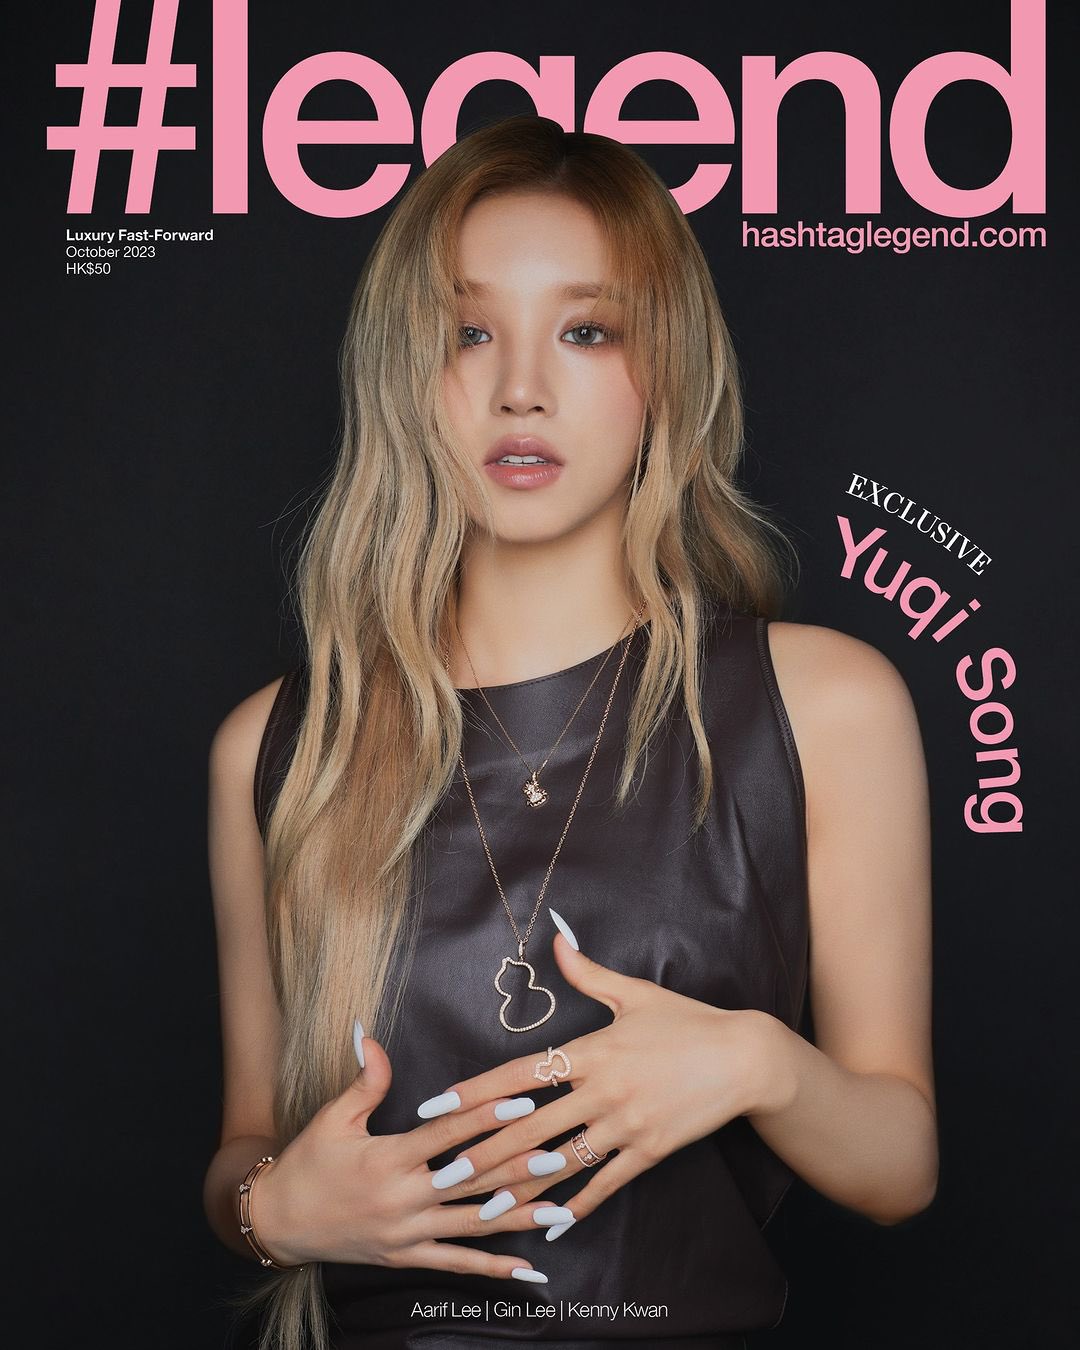 #legend
Luxury Fast-Forward
October 2023
HK$50
hashtaglegend.com
EXCLUSIVE
Yuqi Song
Aarif Lee | Gin Lee | Kenny Kwan